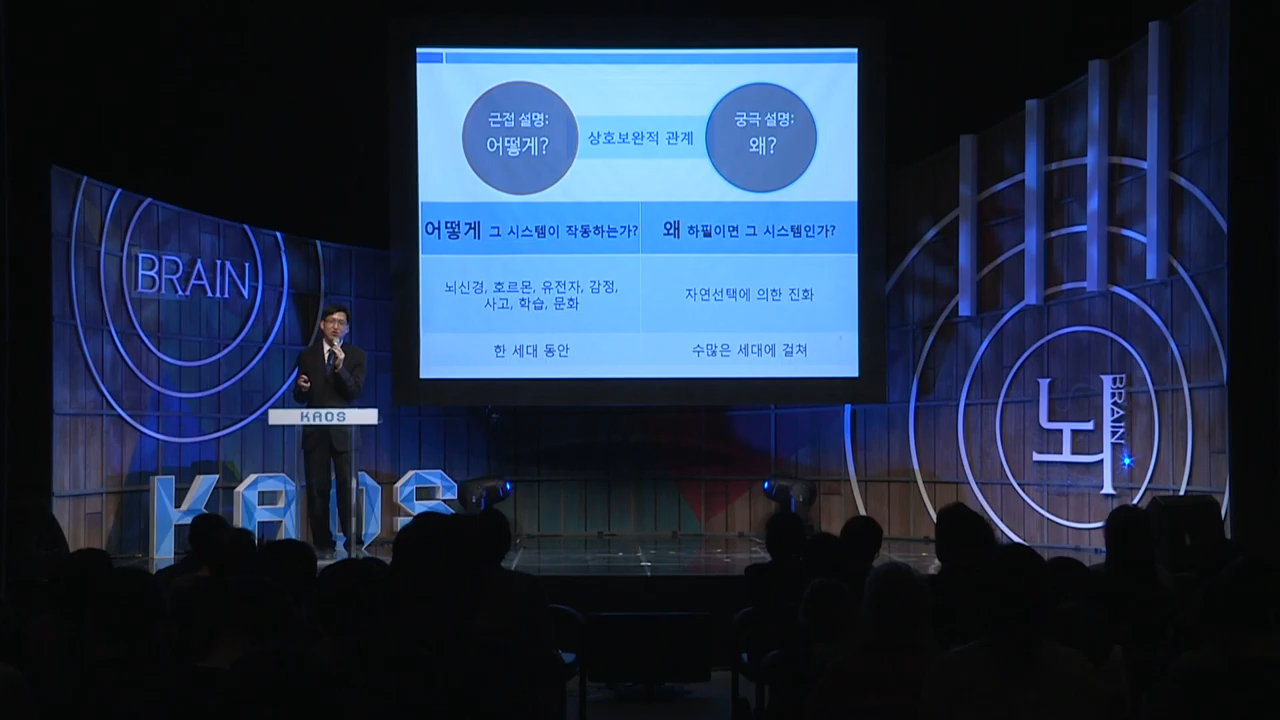 근접 설명:
어떻게?
상호보완적 관계
궁극 설명:
왜?
어떻게 그 시스템이 작동하는가?
왜 하필이면 그 시스템인가?
뇌신경, 호르몬, 유전자, 감정,
사고, 학습, 문화
자연선택에 의한 진화
한 세대 동안
수많은 세대에 걸쳐
BRAIN
KAOS
KAOS
뇌
BRAIN